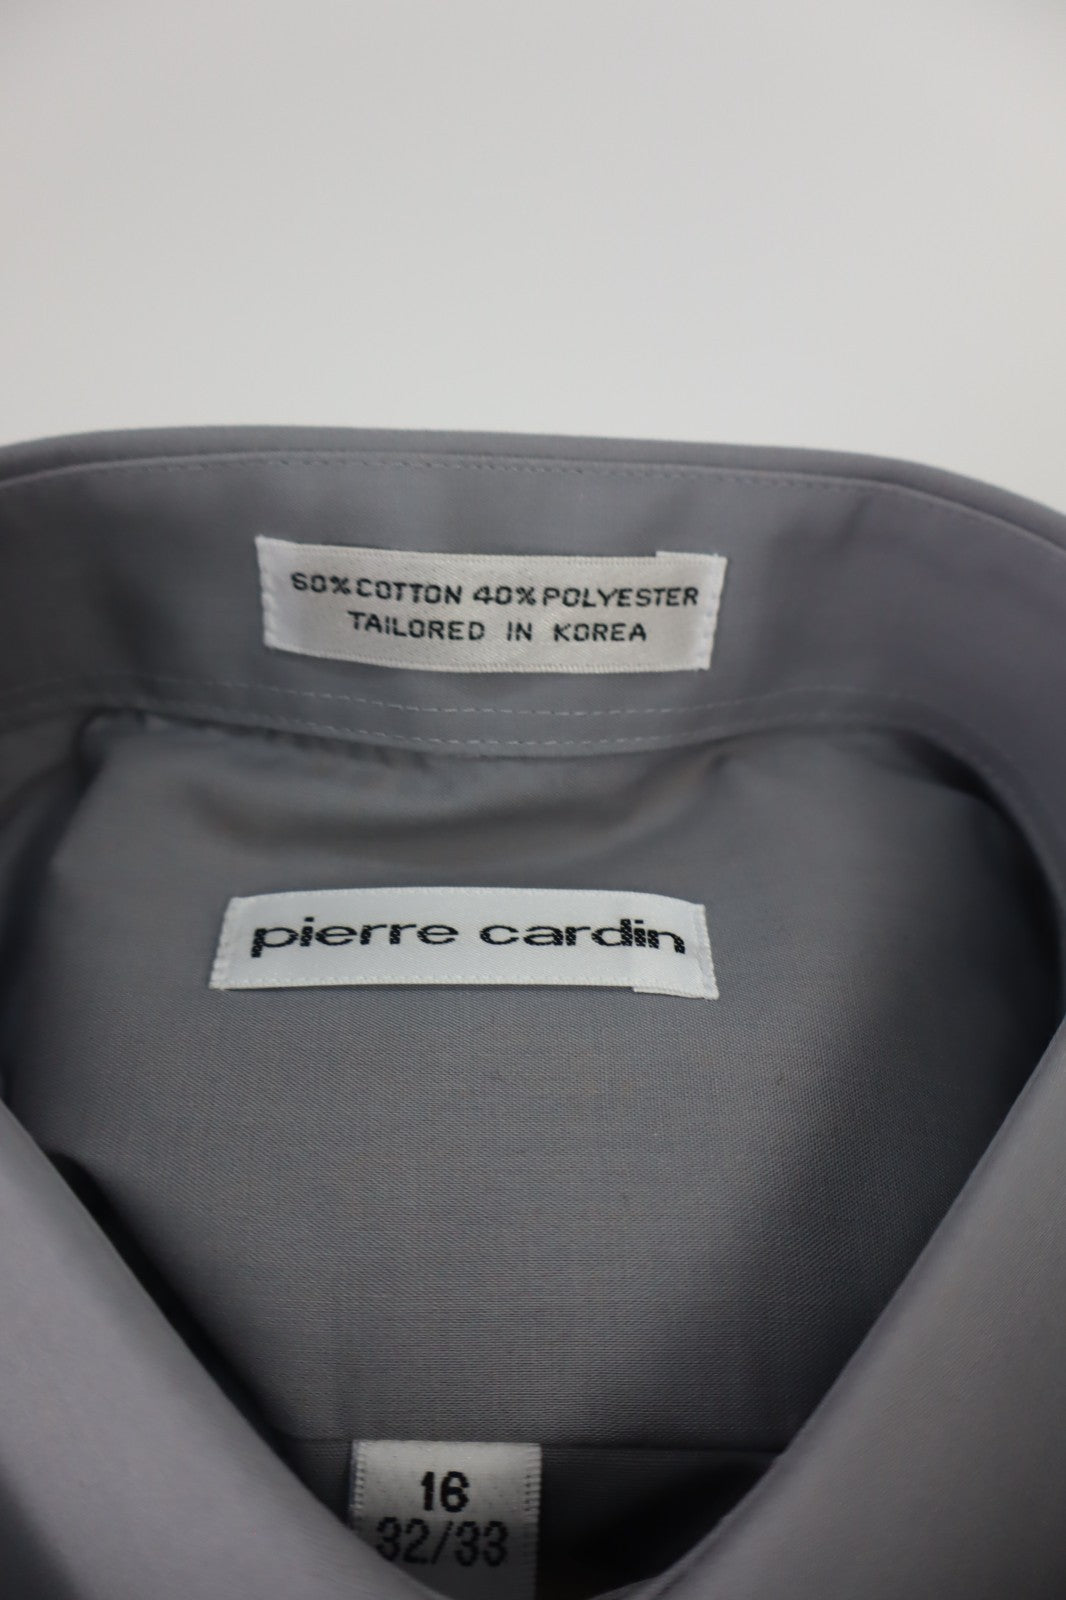 60% COTTON 40% POLYESTER
TAILORED IN KOREA
pierre cardin
16
32/33